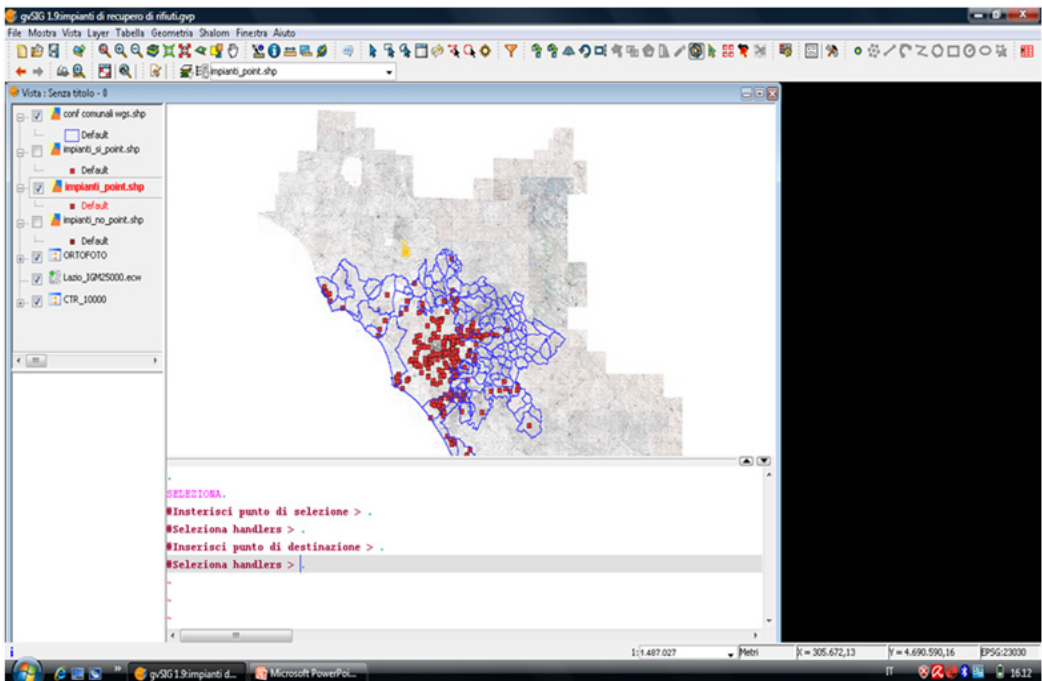 gvSIG 1.9:impianti di recupero di rifiuti.gvp
File Mostra Vista Layer Tabella Geometria Shalom Finestra Aiuto
impianti_point.shp
Vista : Senza titolo - 0
conf comunali wgs.shp
Default
impianti_si_point.shp
Default
impianti_point.shp
Default
impianti_no_point.shp
Default
ORTOFOTO
Lazio_IGM25000.ecw
CTR_10000
.
SELEZIONA.
#Insterisci punto di selezione > .
#Seleziona handlers > .
#Inserisci punto di destinazione > .
#Seleziona handlers > .
~
~
~
1: 1.487.027
Metri
X = 305.672,13
Y = 4.690.590,16
EPSG:23030
gvSIG 1.9:impianti d...
Microsoft PowerPoi...
IT
16.12